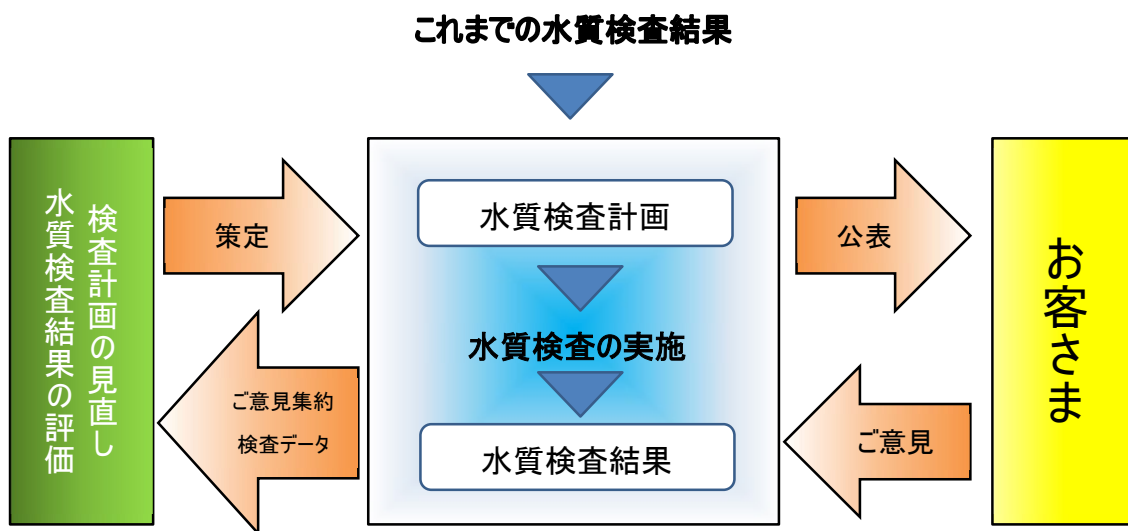 これまでの水質検査結果
検査計画の見直し
水質検査結果の評価
策定
水質検査計画
公表
お客さま
水質検査の実施
ご意見集約
検査データ
水質検査結果
ご意見